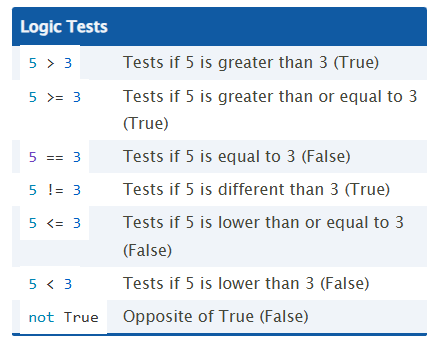 Logic Tests
5 > 3 Tests if 5 is greater than 3 (True)
5 >= 3 Tests if 5 is greater than or equal to 3
(True)
5 == 3 Tests if 5 is equal to 3 (False)
5 != 3 Tests if 5 is different than 3 (True)
5 <= 3 Tests if 5 is lower than or equal to 3
(False)
5 < 3 Tests if 5 is lower than 3 (False)
not True Opposite of True (False)